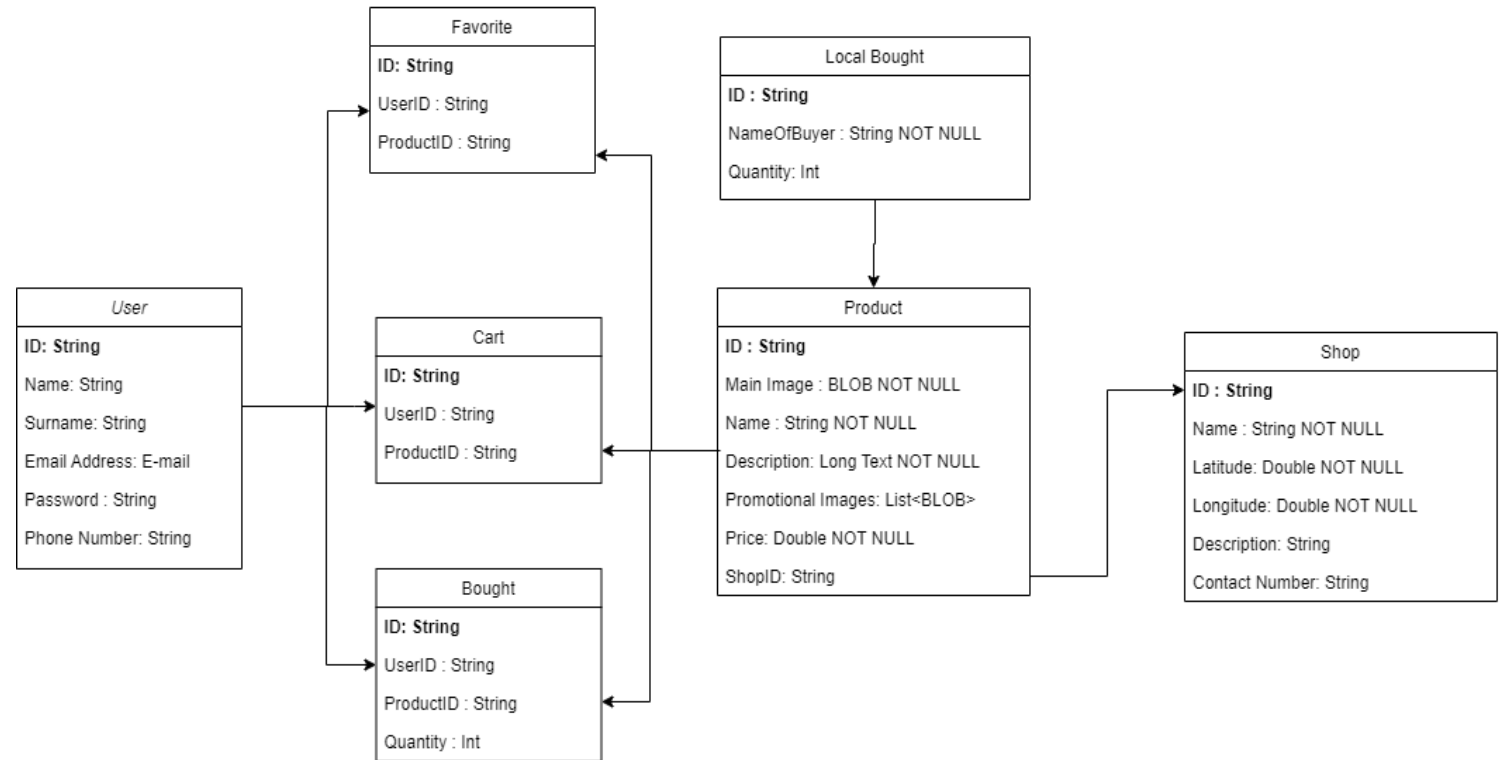 Favorite
ID: String
UserID : String
ProductID : String
Local Bought
ID : String
NameOfBuyer : String NOT NULL
Quantity: Int
User
ID: String
Name: String
Surname: String
Email Address: E-mail
Password : String
Phone Number: String
Cart
ID: String
UserID : String
ProductID : String
Product
ID : String
Main Image : BLOB NOT NULL
Name : String NOT NULL
Description: Long Text NOT NULL
Promotional Images: List<BLOB>
Price: Double NOT NULL
ShopID: String
Shop
ID : String
Name : String NOT NULL
Latitude: Double NOT NULL
Longitude: Double NOT NULL
Description: String
Contact Number: String
Bought
ID: String
UserID : String
ProductID : String
Quantity : Int